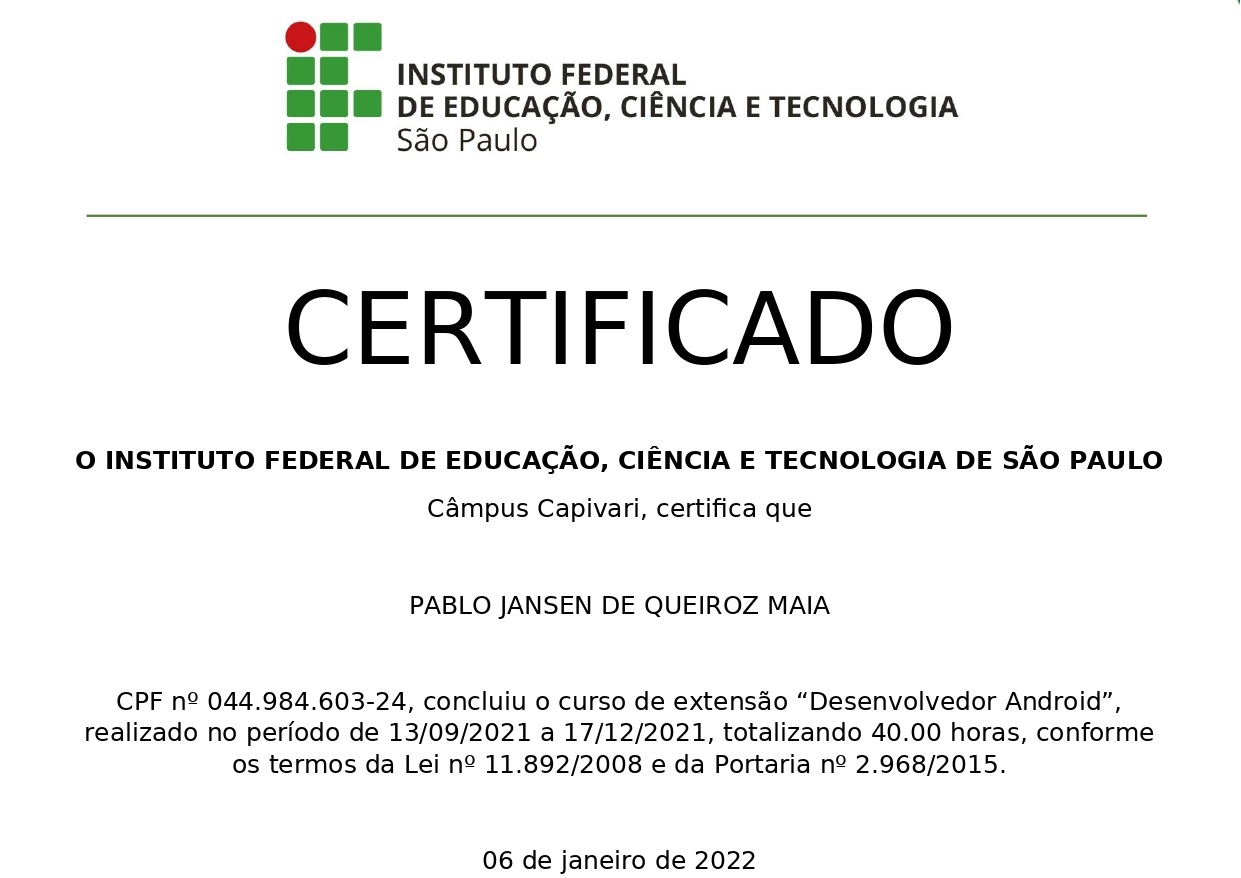 INSTITUTO FEDERAL
DE EDUCAÇÃO, CIÊNCIA E TECNOLOGIA
São Paulo
CERTIFICADO
O INSTITUTO FEDERAL DE EDUCAÇÃO, CIÊNCIA E TECNOLOGIA DE SÃO PAULO
Câmpus Capivari, certifica que
PABLO JANSEN DE QUEIROZ MAIA
CPF nº 044.984.603-24, concluiu o curso de extensão “Desenvolvedor Android”,
realizado no período de 13/09/2021 a 17/12/2021, totalizando 40.00 horas, conforme
os termos da Lei nº 11.892/2008 e da Portaria nº 2.968/2015.
06 de janeiro de 2022